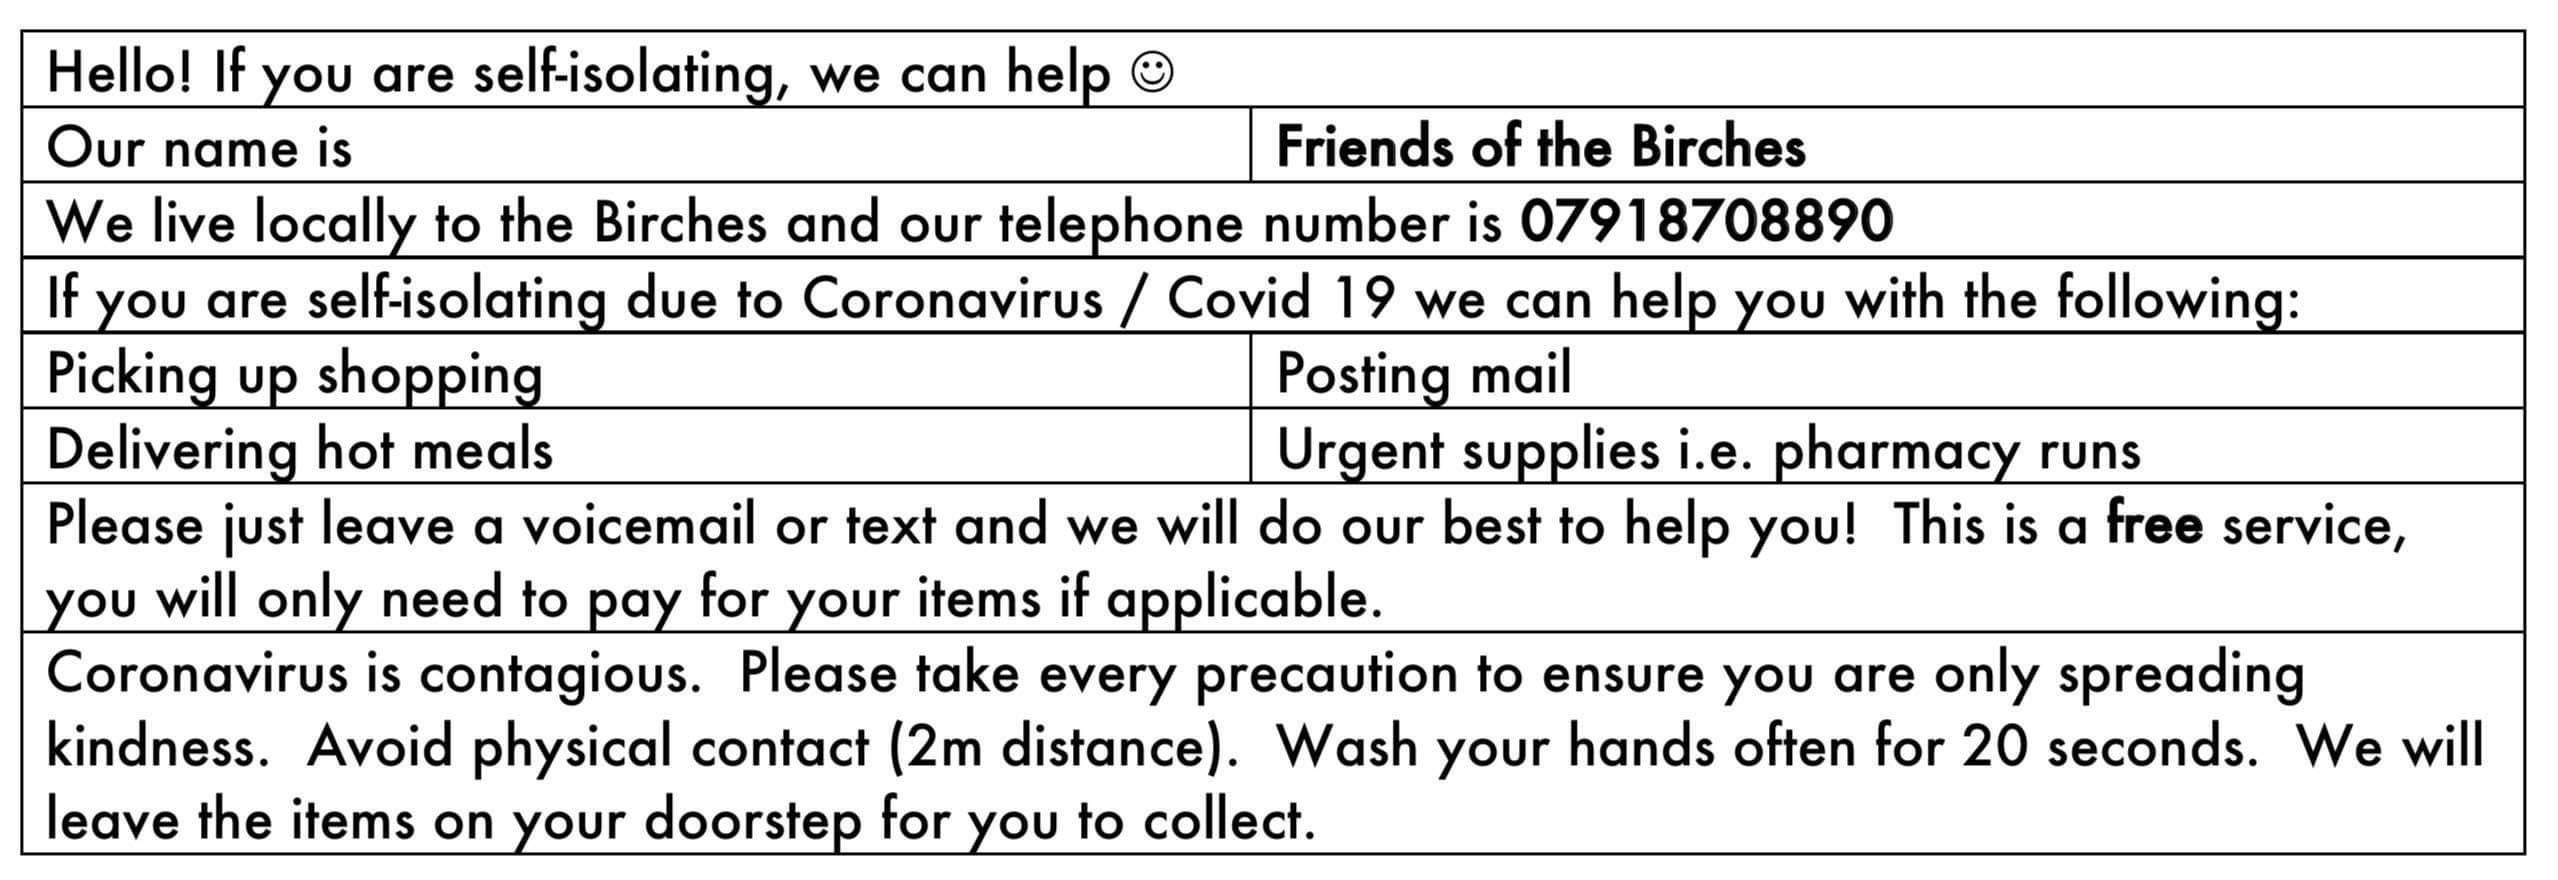 Hello! If you are self-isolating, we can help ☺
Our name is
Friends of the Birches
We live locally to the Birches and our telephone number is 07918708890
If you are self-isolating due to Coronavirus / Covid 19 we can help you with the following:
Picking up shopping
Posting mail
Delivering hot meals
Urgent supplies i.e. pharmacy runs
Please just leave a voicemail or text and we will do our best to help you!  This is a free service,
you will only need to pay for your items if applicable.
Coronavirus is contagious.  Please take every precaution to ensure you are only spreading
kindness.  Avoid physical contact (2m distance).  Wash your hands often for 20 seconds.  We will
leave the items on your doorstep for you to collect.